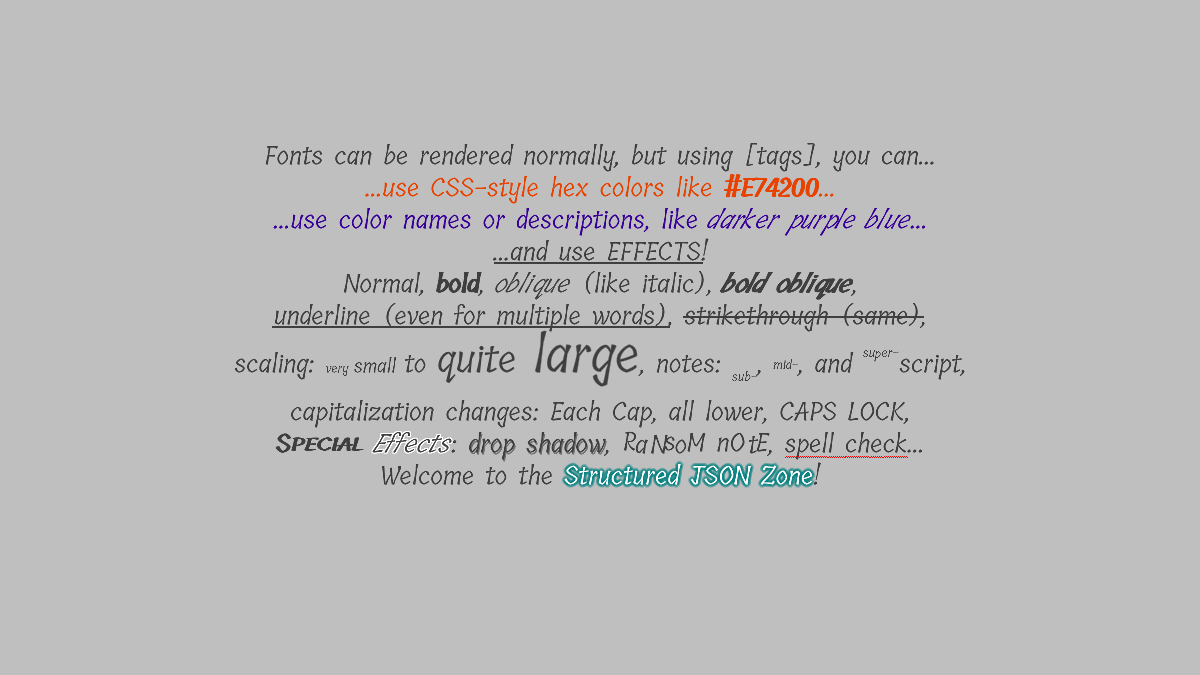 Fonts can be rendered normally, but using [tags], you can...
...use CSS-style hex colors like #E74200...
...use color names or descriptions, like darker purple blue...
...and use EFFECTS!
Normal, bold, oblique (like italic), bold oblique,
underline (even for multiple words), strikethrough (same),
scaling: very small to quite large, notes: sub-, mid-, and super-script,
capitalization changes: Each Cap, all lower, CAPS LOCK,
SPECIAL Effects: drop shadow, RaNsoM nOtE, spell check...
Welcome to the Structured JSON Zone!